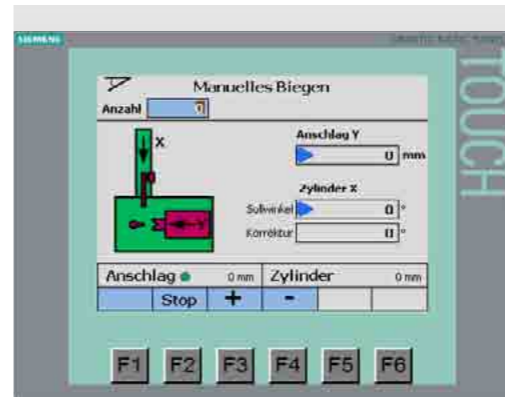 SIEMENS
TOUCH
Manuelles Biegen
Anzahl 0
X
Anschlag Y
0 mm
Y
Zylinder X
Sollwinkel 0 °
Korrektur 0 °
Anschlag 0 mm Zylinder 0 mm
Stop + -
F1 F2 F3 F4 F5 F6